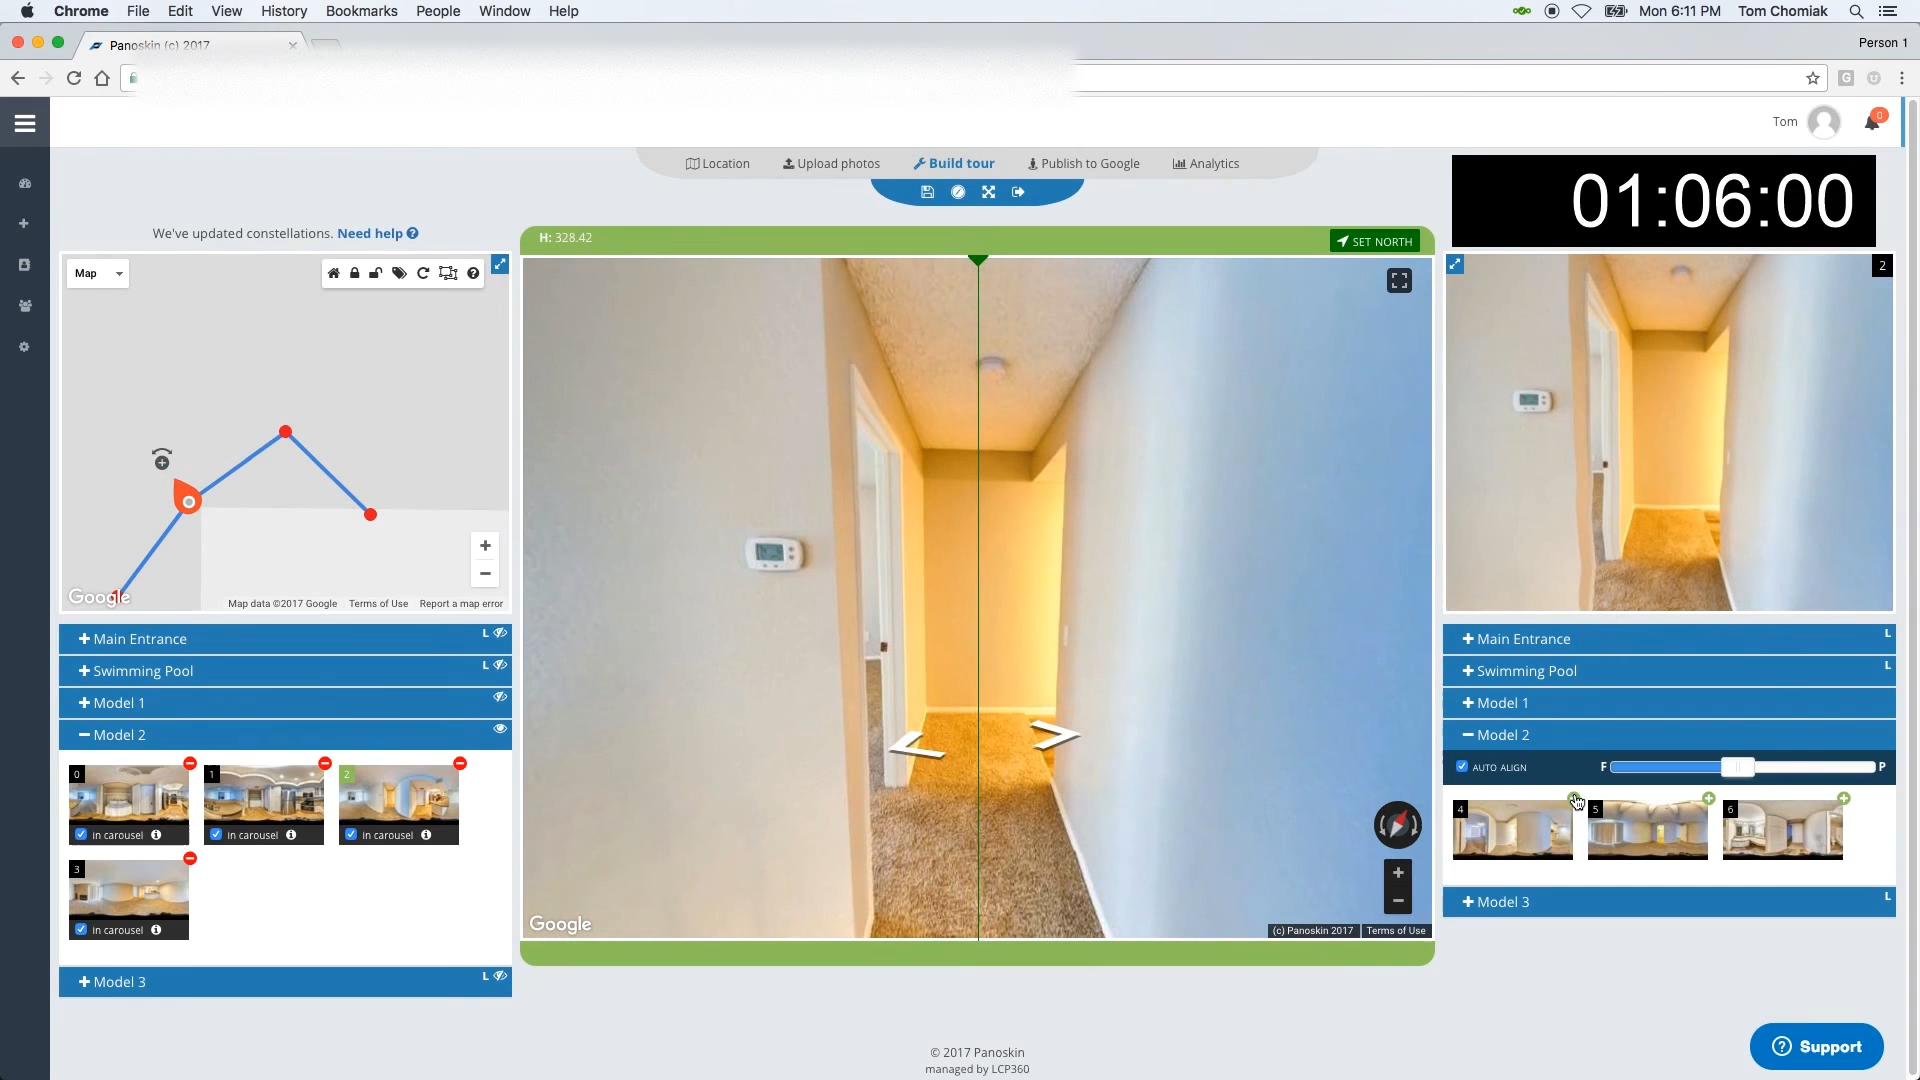 Chrome File Edit View History Bookmarks People Window Help
Mon 6:11 PM Tom Chomiak
Panoskin (c) 2017
Person 1
Tom
0
Location Upload photos Build tour Publish to Google Analytics
01:06:00
We've updated constellations. Need help
H: 328.42
SET NORTH
Map
2
Google
Map data ©2017 Google Terms of Use Report a map error
Main Entrance L
Swimming Pool L
Model 1
Model 2
0 1 2
in carousel in carousel in carousel
3
in carousel
Model 3 L
Google
(c) Panoskin 2017 Terms of Use
Main Entrance L
Swimming Pool L
Model 1
Model 2
AUTO ALIGN F P
4 5 6
Model 3 L
© 2017 Panoskin
managed by LCP360
Support